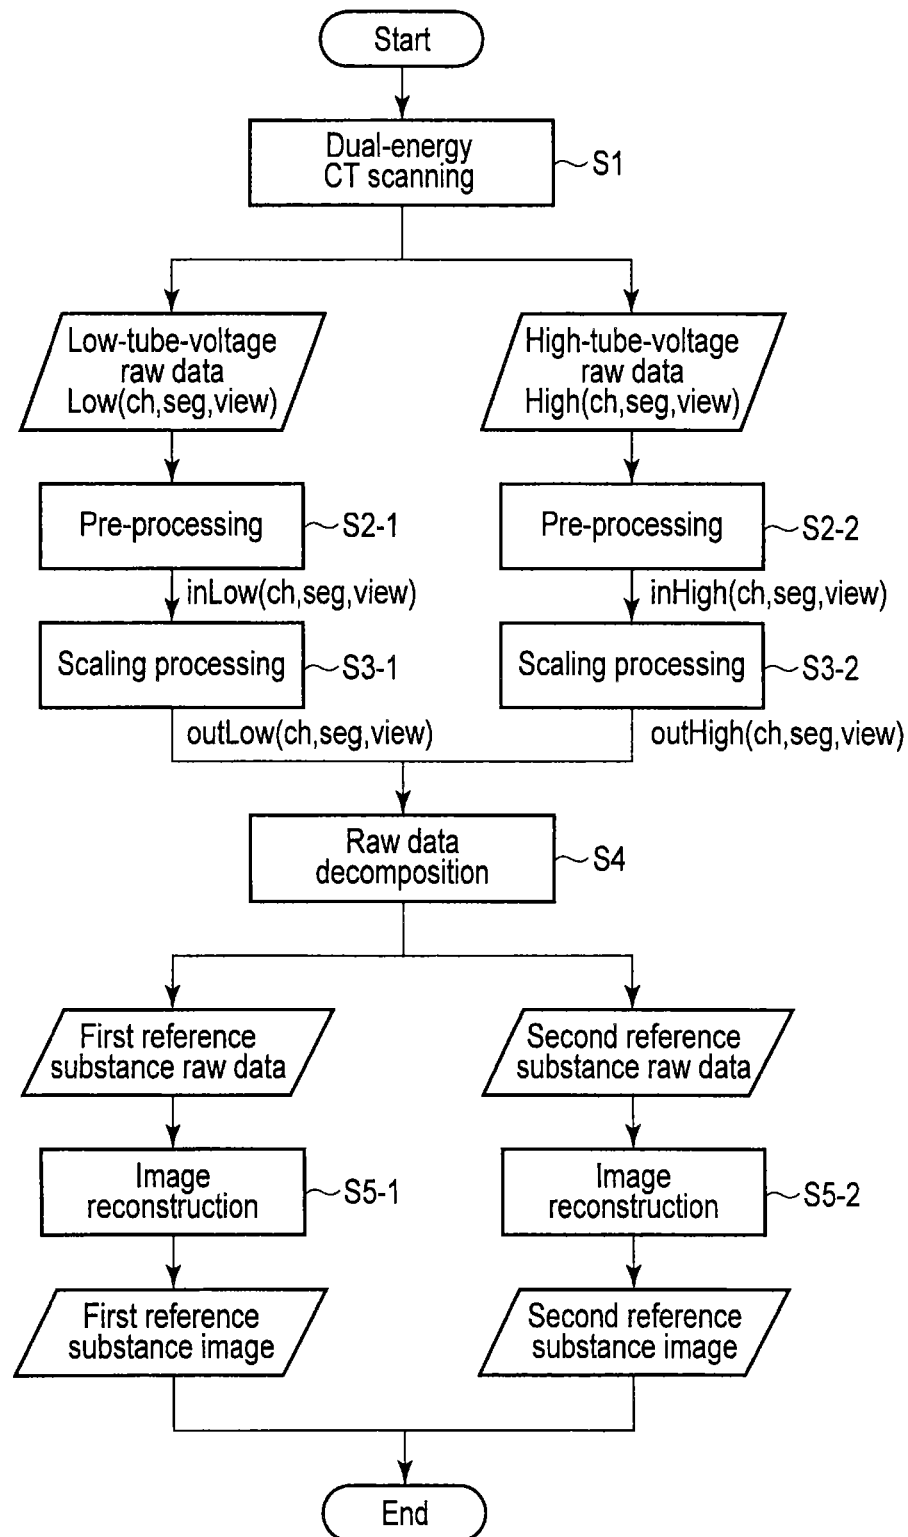 Start
Dual-energy
CT scanning
S1
Low-tube-voltage
raw data
Low(ch,seg,view)
High-tube-voltage
raw data
High(ch,seg,view)
Pre-processing
S2-1
Pre-processing
S2-2
inLow(ch,seg,view)
inHigh(ch,seg,view)
Scaling processing
S3-1
Scaling processing
S3-2
outLow(ch,seg,view)
outHigh(ch,seg,view)
Raw data
decomposition
S4
First reference
substance raw data
Second reference
substance raw data
Image
reconstruction
S5-1
Image
reconstruction
S5-2
First reference
substance image
Second reference
substance image
End